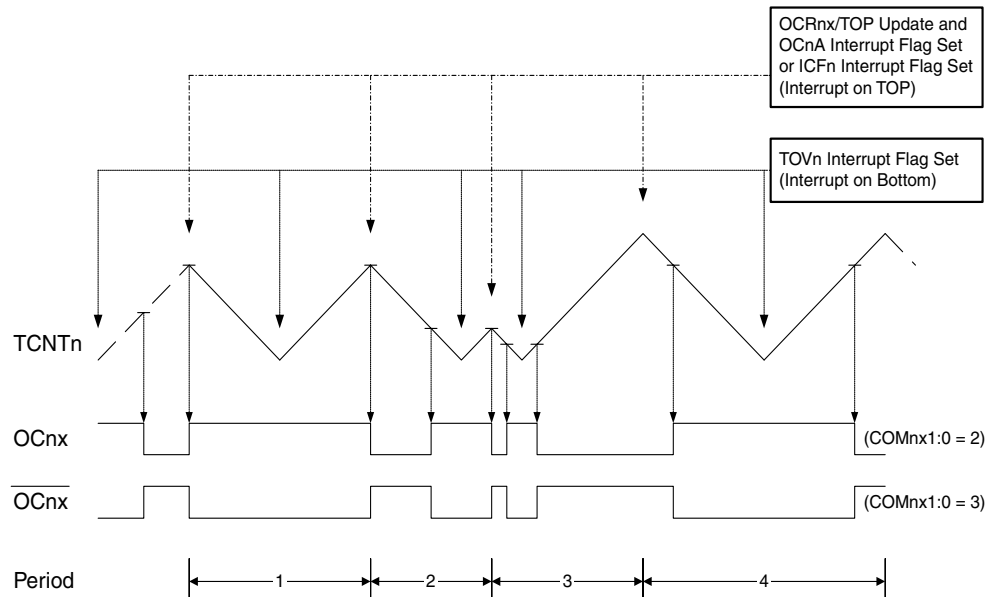 OCRnx/TOP Update and
OCnA Interrupt Flag Set
or ICFn Interrupt Flag Set
(Interrupt on TOP)
TOVn Interrupt Flag Set
(Interrupt on Bottom)
TCNTn
OCnx
(COMnx1:0 = 2)
OCnx
(COMnx1:0 = 3)
Period
1
2
3
4